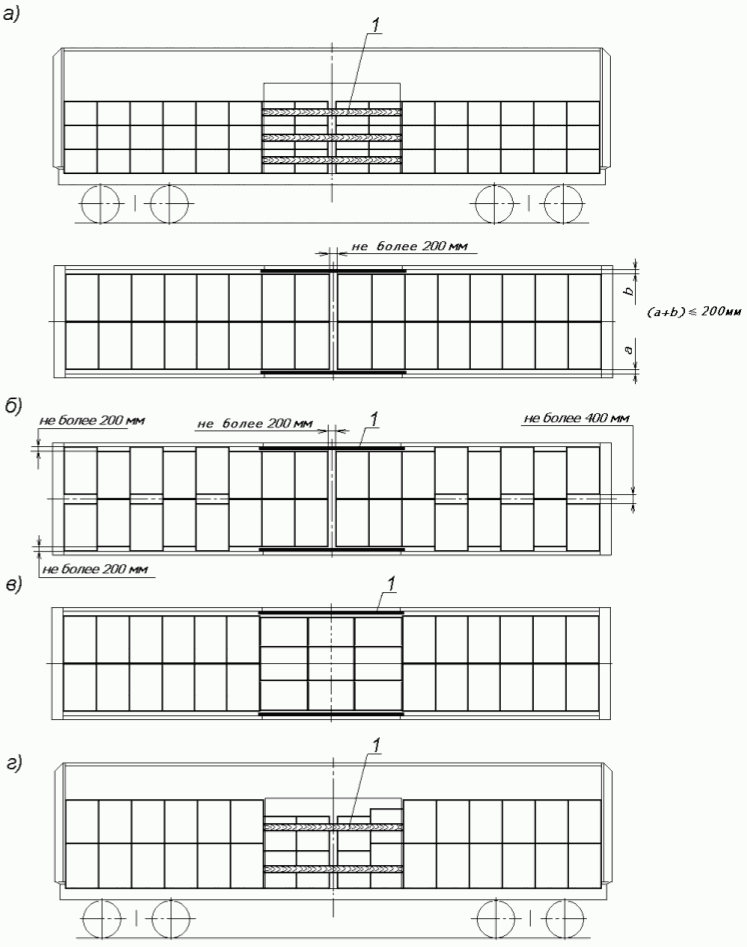 а)
1
не более 200 мм
b
(a+b) ≤ 200мм
a
б)
не более 200 мм
не более 200 мм
1
не более 400 мм
не более 200 мм
в)
1
г)
1